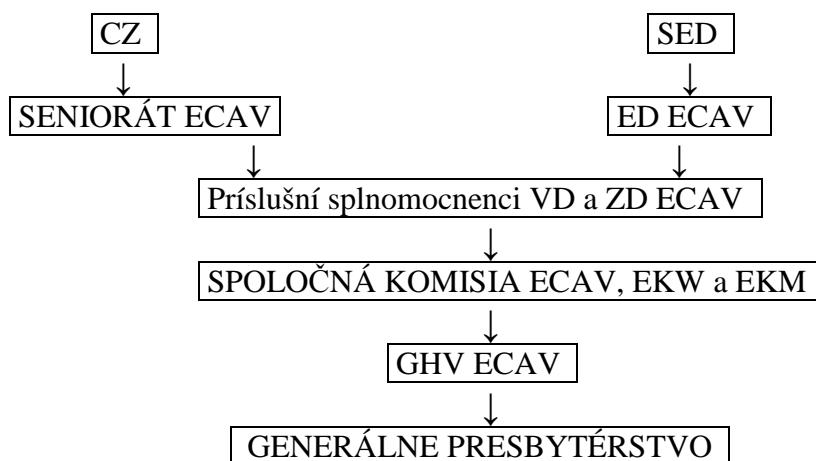 CZ SED
SENIORÁT ECAV ED ECAV
Príslušní splnomocnenci VD a ZD ECAV
SPOLOČNÁ KOMISIA ECAV, EKW a EKM
GHV ECAV
GENERÁLNE PRESBYTÉRSTVO